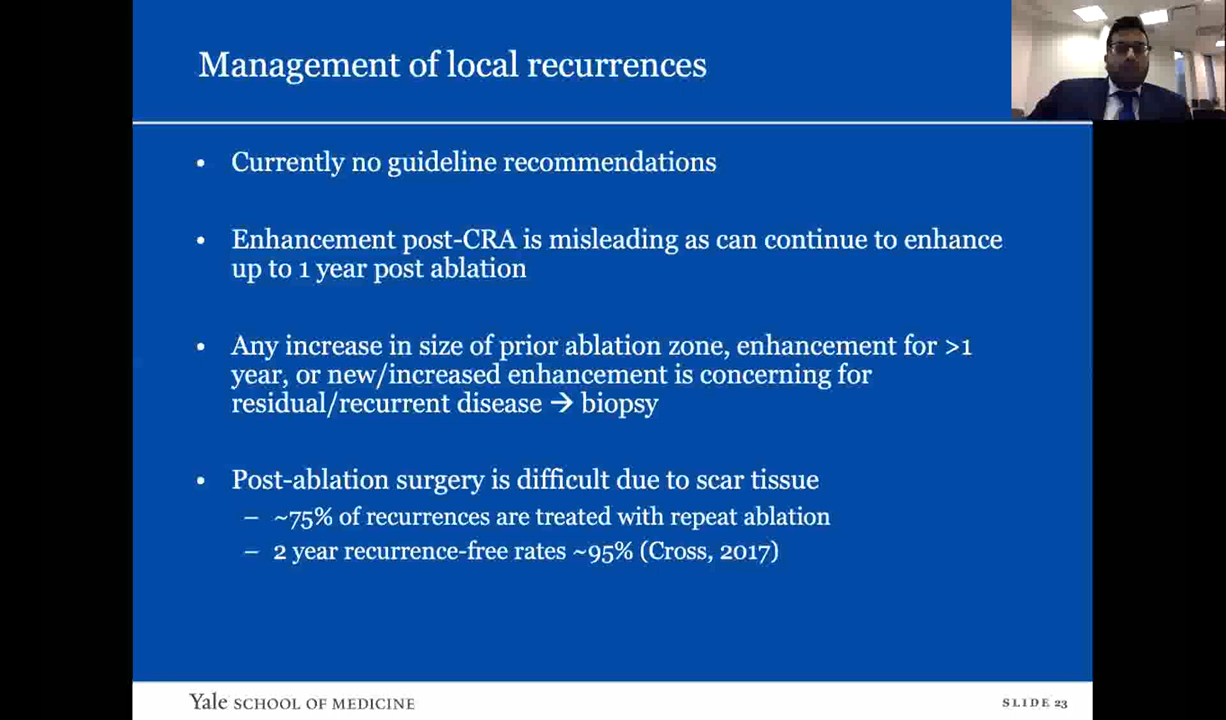 Management of local recurrences
• Currently no guideline recommendations
• Enhancement post-CRA is misleading as can continue to enhance
up to 1 year post ablation
• Any increase in size of prior ablation zone, enhancement for >1
year, or new/increased enhancement is concerning for
residual/recurrent disease → biopsy
• Post-ablation surgery is difficult due to scar tissue
– ~75% of recurrences are treated with repeat ablation
– 2 year recurrence-free rates ~95% (Cross, 2017)
Yale SCHOOL OF MEDICINE
SLIDE 23